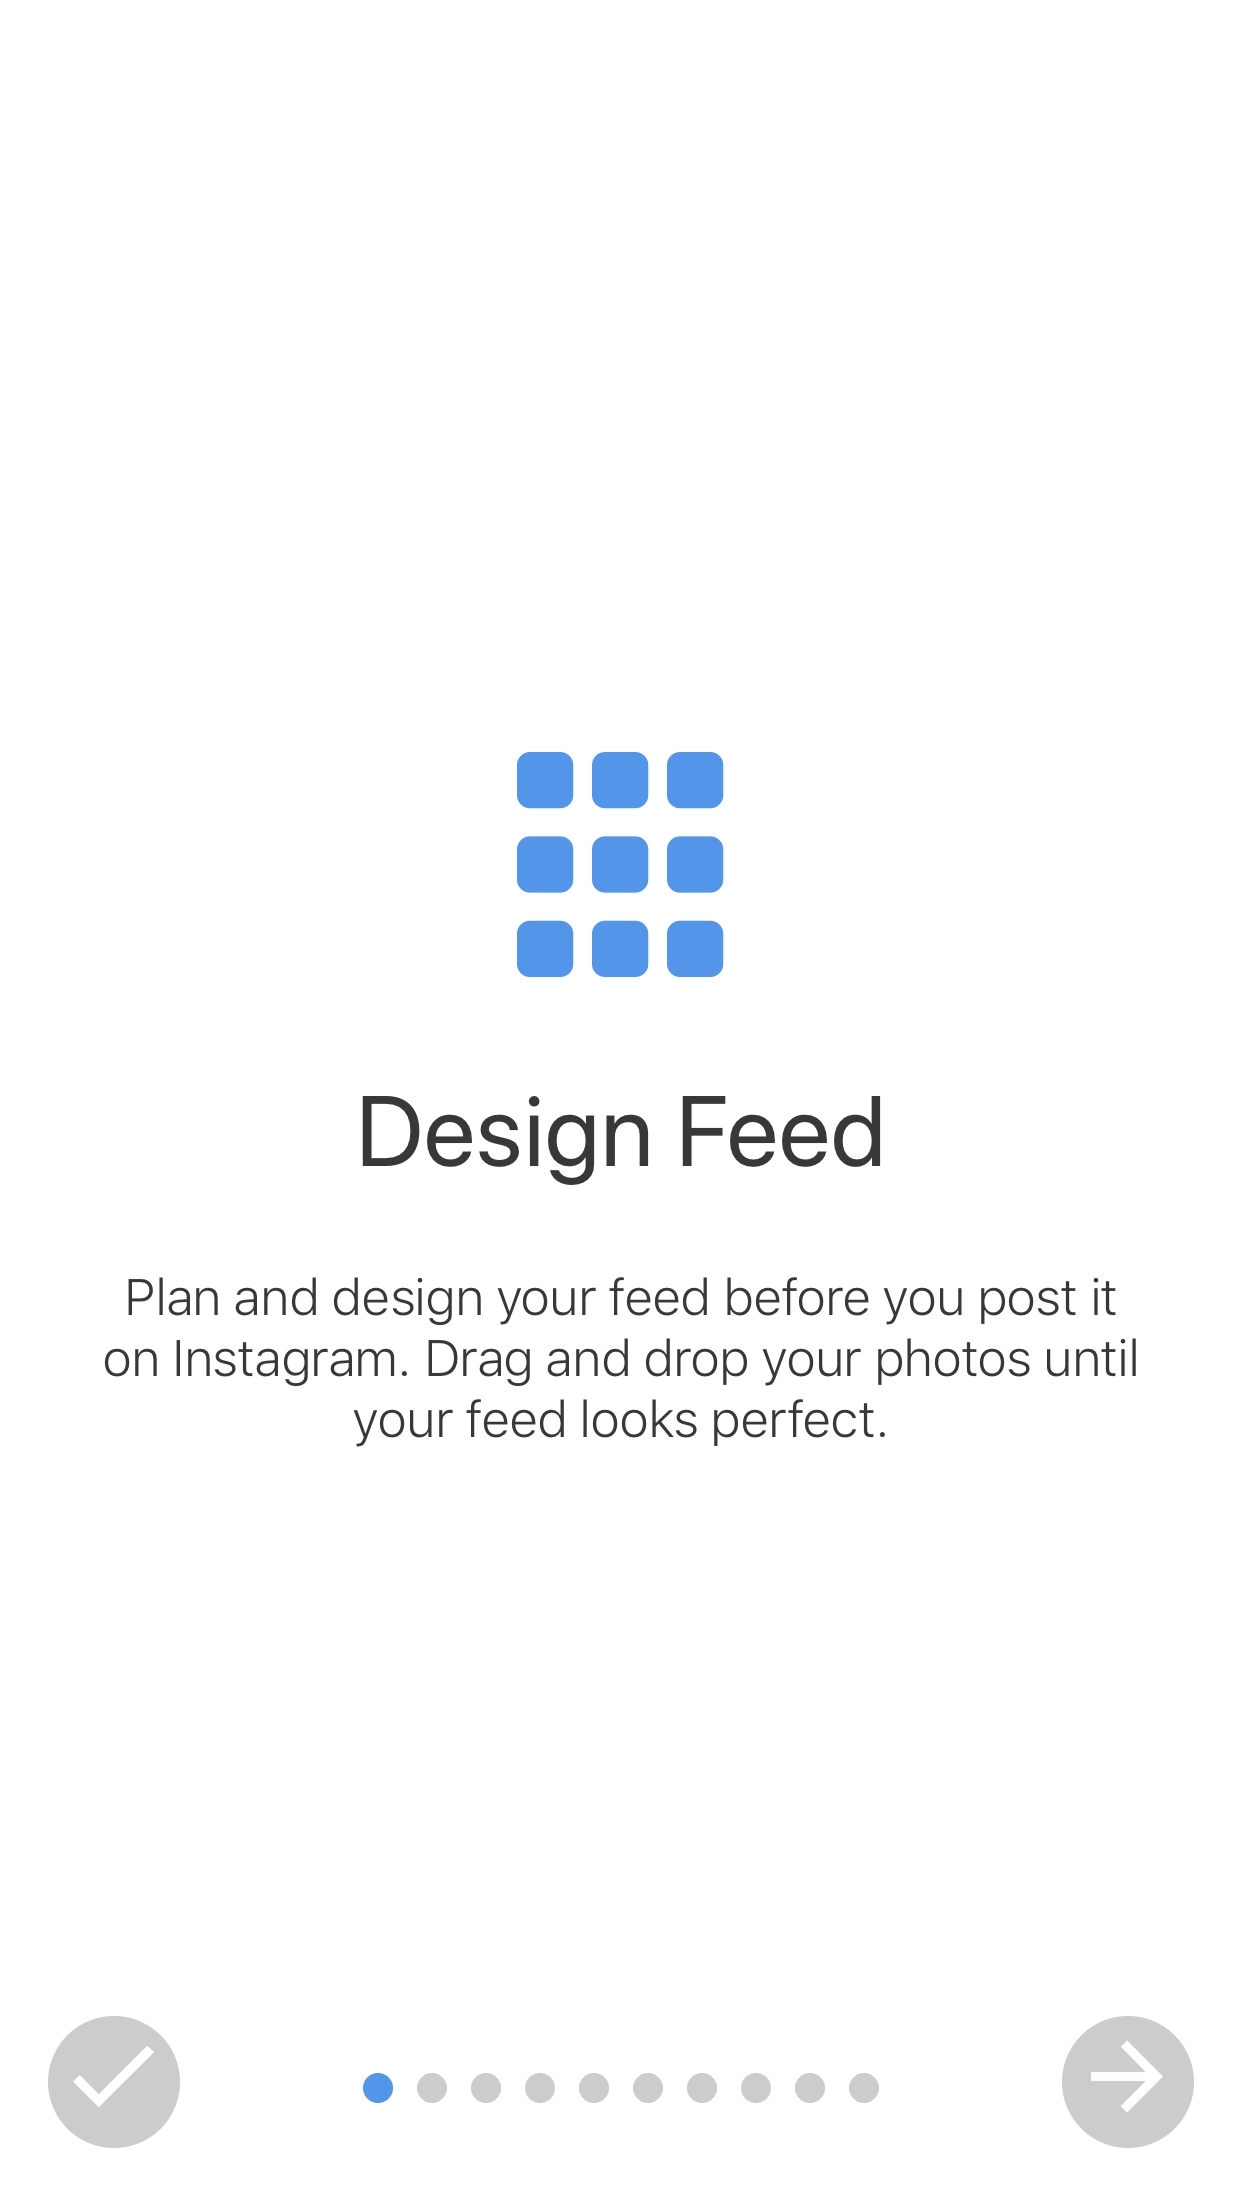 Design Feed
Plan and design your feed before you post it
on Instagram. Drag and drop your photos until
your feed looks perfect.